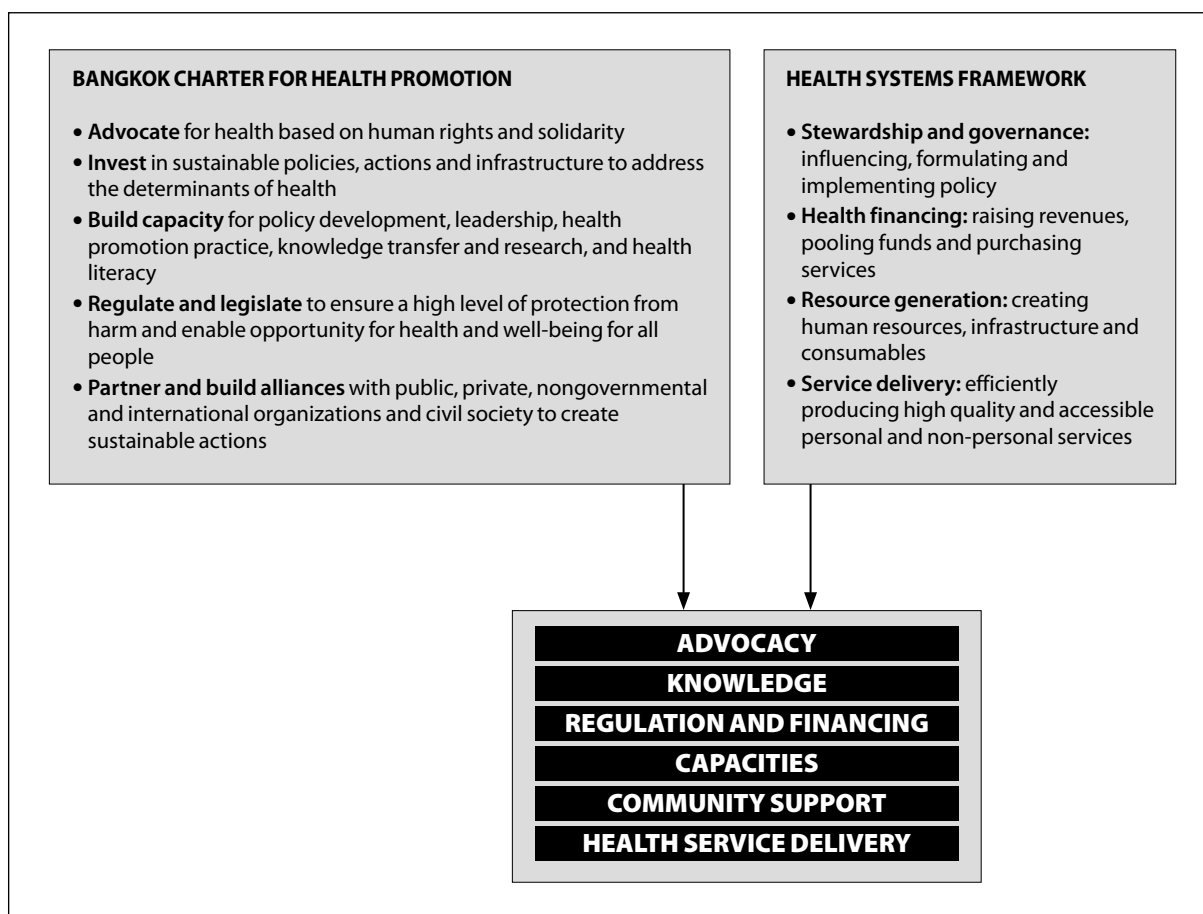 BANGKOK CHARTER FOR HEALTH PROMOTION
• Advocate for health based on human rights and solidarity
• Invest in sustainable policies, actions and infrastructure to address
the determinants of health
• Build capacity for policy development, leadership, health
promotion practice, knowledge transfer and research, and health
literacy
• Regulate and legislate to ensure a high level of protection from
harm and enable opportunity for health and well-being for all
people
• Partner and build alliances with public, private, nongovernmental
and international organizations and civil society to create
sustainable actions
HEALTH SYSTEMS FRAMEWORK
• Stewardship and governance:
influencing, formulating and
implementing policy
• Health financing: raising revenues,
pooling funds and purchasing
services
• Resource generation: creating
human resources, infrastructure and
consumables
• Service delivery: efficiently
producing high quality and accessible
personal and non-personal services
ADVOCACY
KNOWLEDGE
REGULATION AND FINANCING
CAPACITIES
COMMUNITY SUPPORT
HEALTH SERVICE DELIVERY